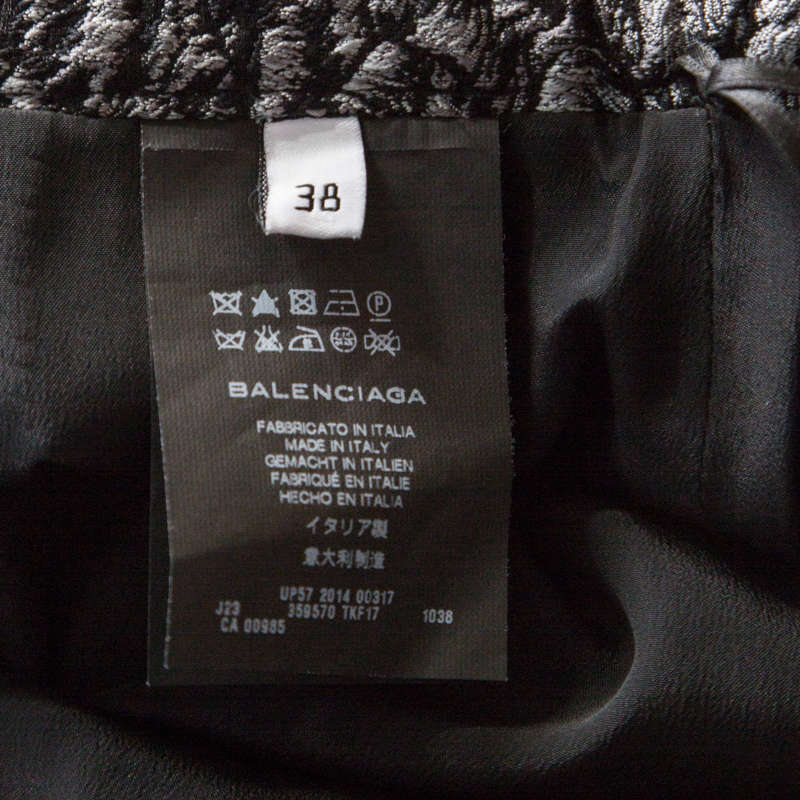 38
P
BALENCIAGA
FABBRICATO IN ITALIA
MADE IN ITALY
GEMACHT IN ITALIEN
FABRIQUÉ EN ITALIE
HECHO EN ITALIA
イタリア製
意大利制造
UP57 2014 00317
J23 359570 TKF17 1038
CA 00985